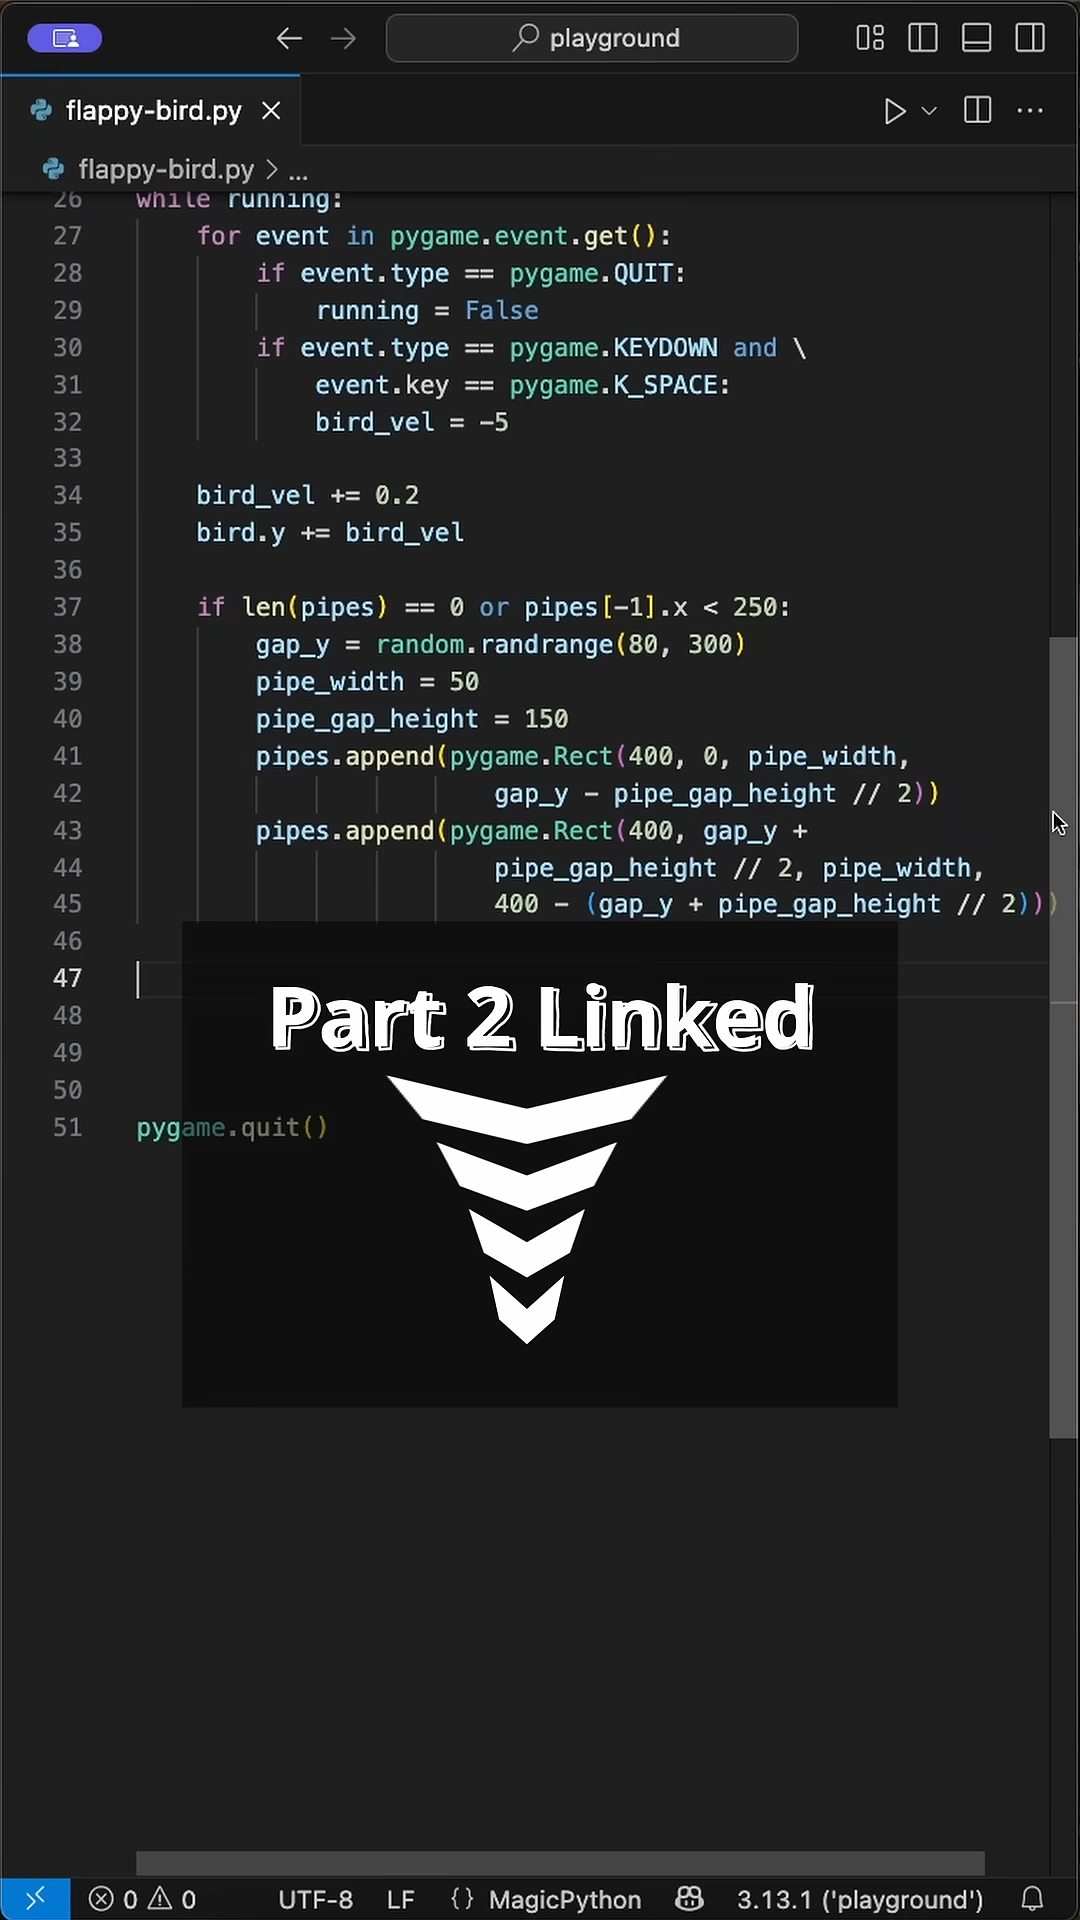 playground
flappy-bird.py
flappy-bird.py > ...
26 while running:
27 for event in pygame.event.get():
28 if event.type == pygame.QUIT:
29 running = False
30 if event.type == pygame.KEYDOWN and \
31 event.key == pygame.K_SPACE:
32 bird_vel = -5
33
34 bird_vel += 0.2
35 bird.y += bird_vel
36
37 if len(pipes) == 0 or pipes[-1].x < 250:
38 gap_y = random.randrange(80, 300)
39 pipe_width = 50
40 pipe_gap_height = 150
41 pipes.append(pygame.Rect(400, 0, pipe_width,
42 gap_y - pipe_gap_height // 2))
43 pipes.append(pygame.Rect(400, gap_y +
44 pipe_gap_height // 2, pipe_width,
45 400 - (gap_y + pipe_gap_height // 2)))
46
47
Part 2 Linked
48
49
50
51 pygame.quit()
0 0 UTF-8 LF {} MagicPython 3.13.1 ('playground')